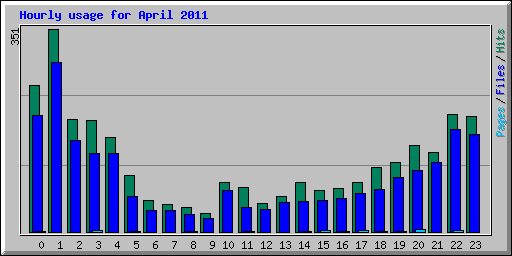 Hourly usage for April 2011
351
Pages / Files / Hits
0 1 2 3 4 5 6 7 8 9 10 11 12 13 14 15 16 17 18 19 20 21 22 23